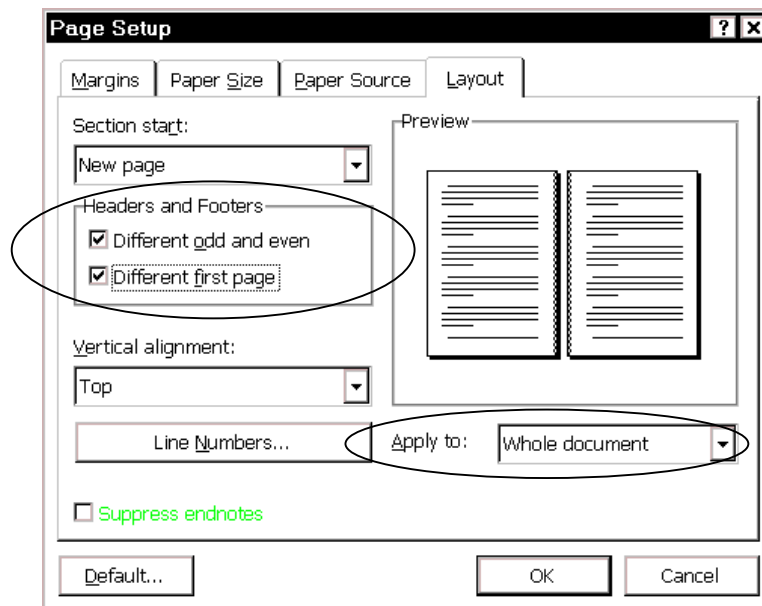 Page Setup
Margins
Paper Size
Paper Source
Layout
Section start:
New page
Headers and Footers
Different odd and even
Different first page
Vertical alignment:
Top
Line Numbers...
Preview
Apply to:
Whole document
Suppress endnotes
Default...
OK
Cancel